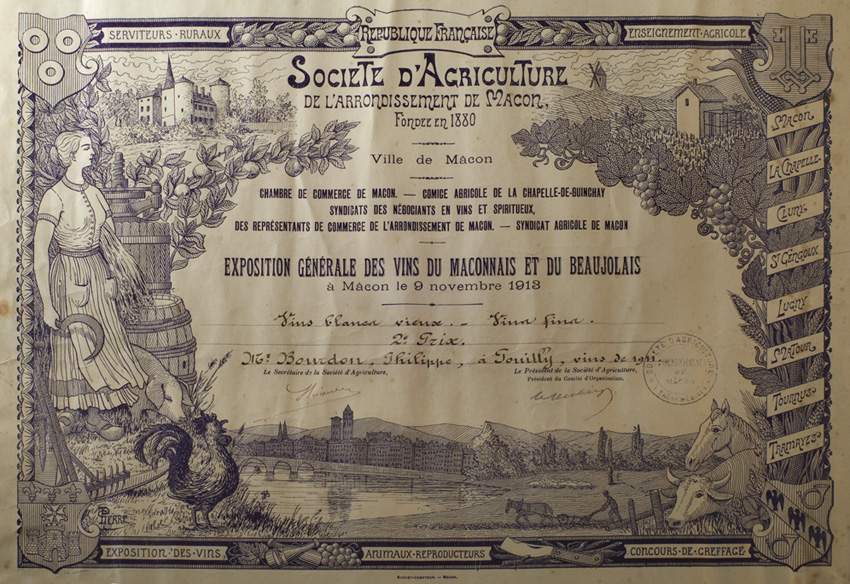 SERVITEURS·RURAUX
REPUBLIQUE FRANÇAISE
ENSEIGNEMENT·AGRICOLE
SOCIÉTÉ D'AGRICULTURE
DE L'ARRONDISSEMENT DE MACON,
FONDÉE EN 1880
Ville de Mâcon
CHAMBRE DE COMMERCE DE MACON. — COMICE AGRICOLE DE LA CHAPELLE-DE-GUINCHAY
SYNDICATS DES NÉGOCIANTS EN VINS ET SPIRITUEUX,
DES REPRÉSENTANTS DE COMMERCE DE L'ARRONDISSEMENT DE MACON. — SYNDICAT AGRICOLE DE MACON
EXPOSITION GÉNÉRALE DES VINS DU MACONNAIS ET DU BEAUJOLAIS
à Mâcon le 9 novembre 1913
Vins blancs vieux. - Vins fins.
2e Prix.
Mr Bourdon, Philippe, à Pouilly, vins de 1911.
Le Secrétaire de la Société d'Agriculture,
Le Président de la Société d'Agriculture,
Président du Comité d'Organisation,
MACON
LA CHAPELLE
CLUNY
ST GENGOUX
LUGNY
MATOUR
TOURNUS
TRAMAYES
PIERRE
EXPOSITION·DES·VINS
ANIMAUX·REPRODUCTEURS
CONCOURS·DE·GREFFAGE